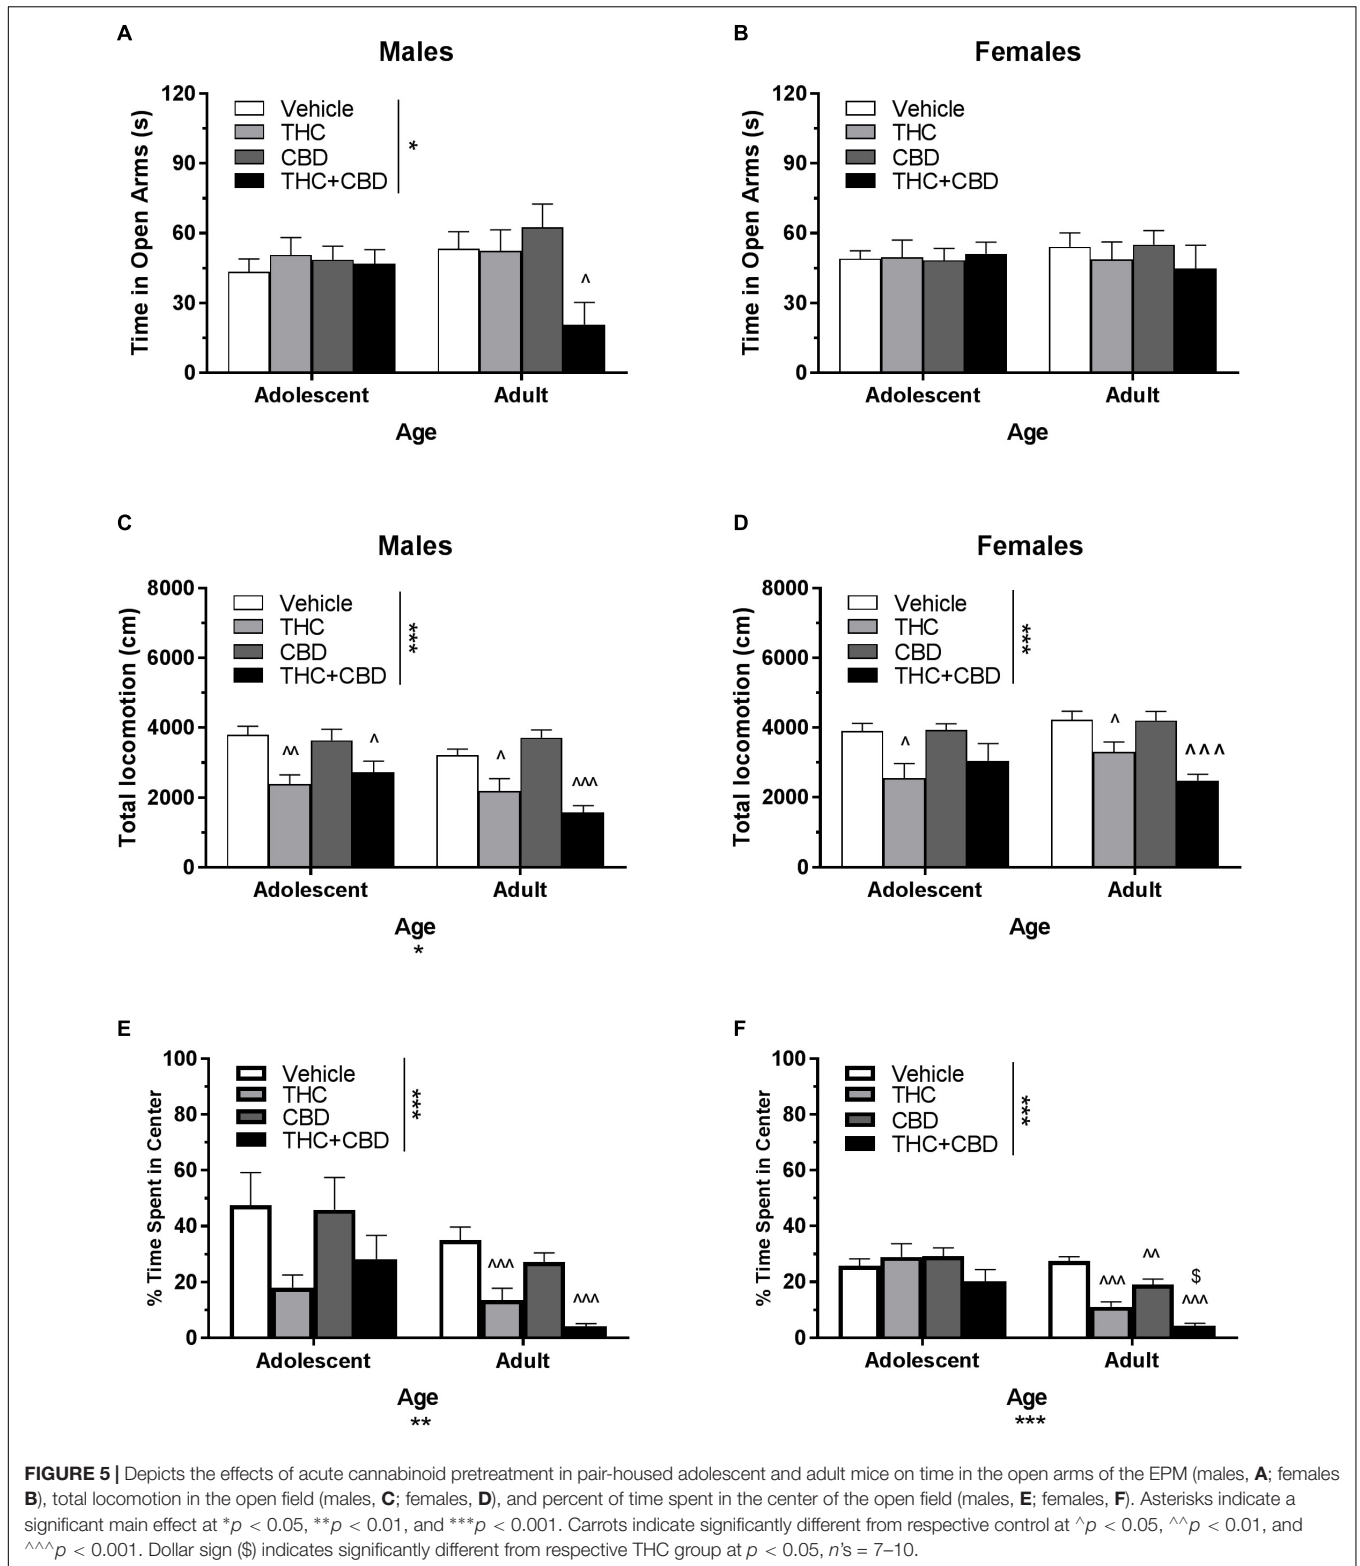 A
Males
Time in Open Arms (s)
120
90
60
30
0
Vehicle
THC
CBD
THC+CBD
*
^
Adolescent
Adult
Age
B
Females
Time in Open Arms (s)
120
90
60
30
0
Vehicle
THC
CBD
THC+CBD
Adolescent
Adult
Age
C
Males
Total locomotion (cm)
8000
6000
4000
2000
0
Vehicle
THC
CBD
THC+CBD
***
^^
^
^
^^^
Adolescent
Adult
Age
*
D
Females
Total locomotion (cm)
8000
6000
4000
2000
0
Vehicle
THC
CBD
THC+CBD
***
^
^
^^^
Adolescent
Adult
Age
E
% Time Spent in Center
100
80
60
40
20
0
Vehicle
THC
CBD
THC+CBD
***
^^^
^^^
Adolescent
Adult
Age
**
F
% Time Spent in Center
100
80
60
40
20
0
Vehicle
THC
CBD
THC+CBD
***
^^^
^^
$
^^^
Adolescent
Adult
Age
***
FIGURE 5 | Depicts the effects of acute cannabinoid pretreatment in pair-housed adolescent and adult mice on time in the open arms of the EPM (males, A; females
B), total locomotion in the open field (males, C; females, D), and percent of time spent in the center of the open field (males, E; females, F). Asterisks indicate a
significant main effect at *p < 0.05, **p < 0.01, and ***p < 0.001. Carrots indicate significantly different from respective control at ^p < 0.05, ^^p < 0.01, and
^^^p < 0.001. Dollar sign ($) indicates significantly different from respective THC group at p < 0.05, n's = 7–10.